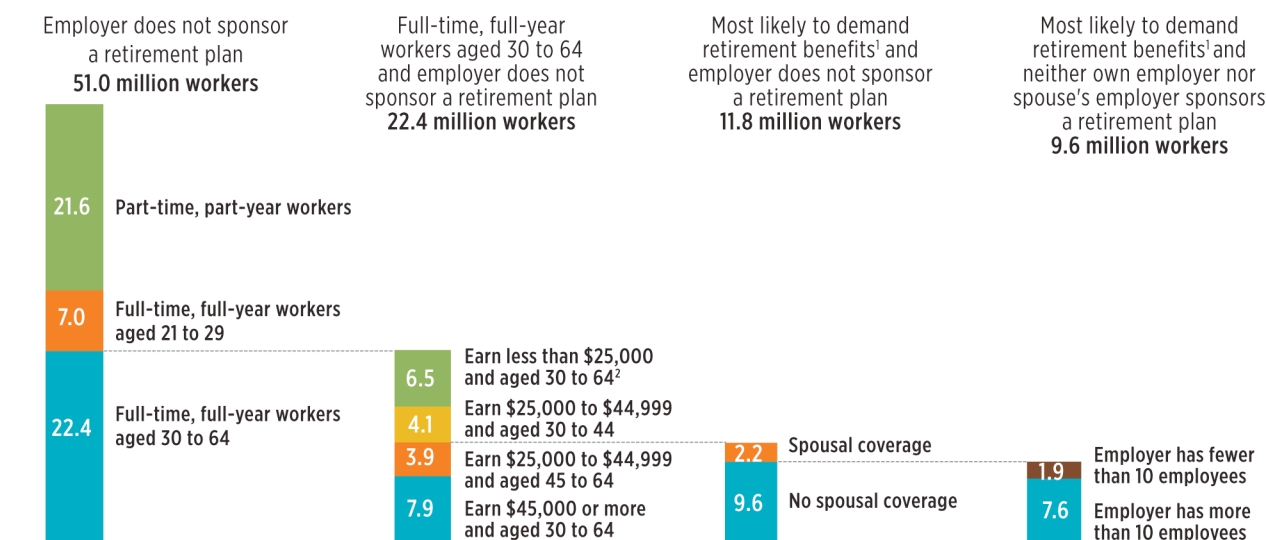 Employer does not sponsor
a retirement plan
51.0 million workers
21.6
Part-time, part-year workers
7.0
Full-time, full-year workers
aged 21 to 29
22.4
Full-time, full-year workers
aged 30 to 64
Full-time, full-year
workers aged 30 to 64
and employer does not
sponsor a retirement plan
22.4 million workers
6.5
Earn less than $25,000
and aged 30 to 64²
4.1
Earn $25,000 to $44,999
and aged 30 to 44
3.9
Earn $25,000 to $44,999
and aged 45 to 64
7.9
Earn $45,000 or more
and aged 30 to 64
Most likely to demand
retirement benefits¹ and
employer does not sponsor
a retirement plan
11.8 million workers
2.2
Spousal coverage
9.6
No spousal coverage
Most likely to demand
retirement benefits¹ and
neither own employer nor
spouse's employer sponsors
a retirement plan
9.6 million workers
1.9
Employer has fewer
than 10 employees
7.6
Employer has more
than 10 employees